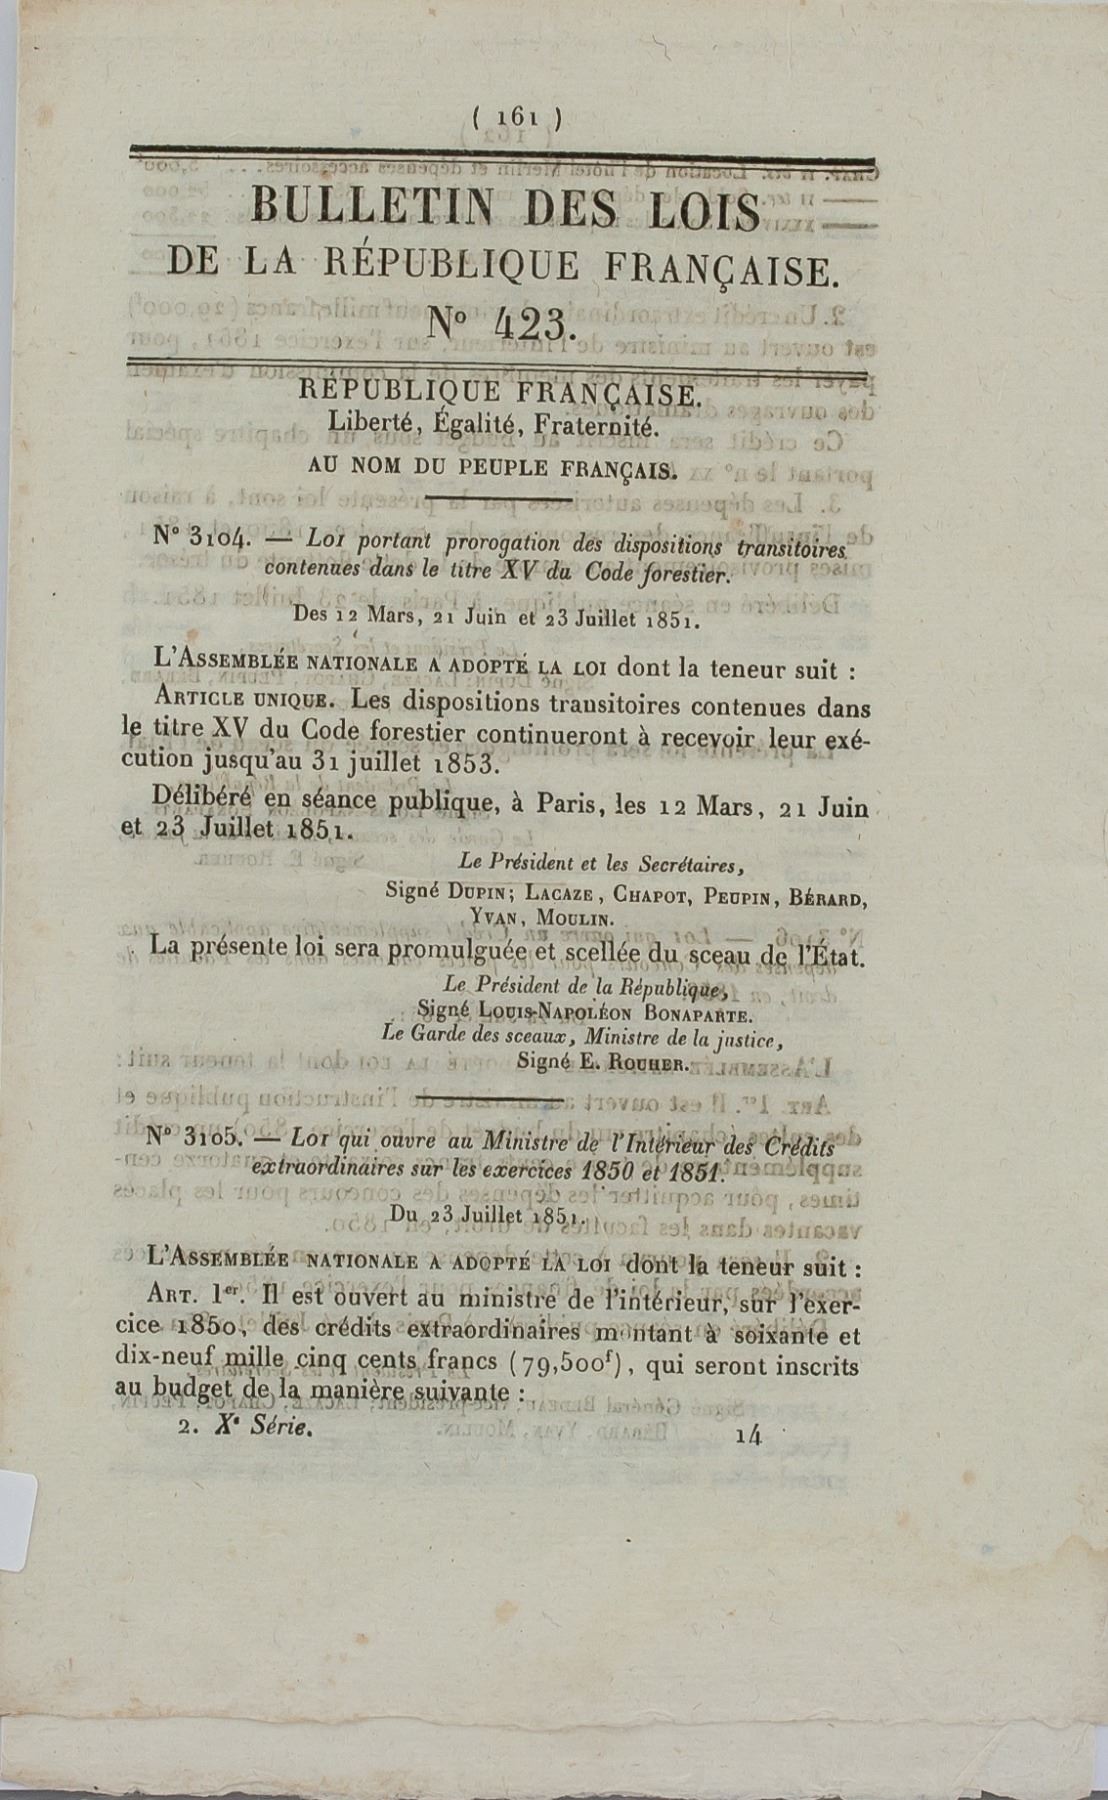 ( 161 )
BULLETIN DES LOIS
DE LA RÉPUBLIQUE FRANÇAISE.
N° 423.
RÉPUBLIQUE FRANÇAISE.
Liberté, Égalité, Fraternité.
AU NOM DU PEUPLE FRANÇAIS.
N° 3104. — LOI portant prorogation des dispositions transitoires
contenues dans le titre XV du Code forestier.
Des 12 Mars, 21 Juin et 23 Juillet 1851.
L'ASSEMBLÉE NATIONALE A ADOPTÉ LA LOI dont la teneur suit :
ARTICLE UNIQUE. Les dispositions transitoires contenues dans
le titre XV du Code forestier continueront à recevoir leur exé-
cution jusqu'au 31 juillet 1853.
Délibéré en séance publique, à Paris, les 12 Mars, 21 Juin
et 23 Juillet 1851.
Le Président et les Secrétaires,
Signé DUPIN; LACAZE, CHAPOT, PEUPIN, BÉRARD,
YVAN, MOULIN.
La présente loi sera promulguée et scellée du sceau de l'État.
Le Président de la République,
Signé LOUIS-NAPOLÉON BONAPARTE.
Le Garde des sceaux, Ministre de la justice,
Signé E. ROUHER.
N° 3105. — LOI qui ouvre au Ministre de l'Intérieur des Crédits
extraordinaires sur les exercices 1850 et 1851.
Du 23 Juillet 1851.
L'ASSEMBLÉE NATIONALE A ADOPTÉ LA LOI dont la teneur suit :
ART. 1er. Il est ouvert au ministre de l'intérieur, sur l'exer-
cice 1850, des crédits extraordinaires montant à soixante et
dix-neuf mille cinq cents francs (79,500f), qui seront inscrits
au budget de la manière suivante :
2. Xe Série. 14